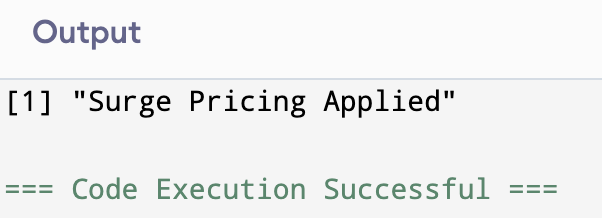 Output
[1] "Surge Pricing Applied"
=== Code Execution Successful ===